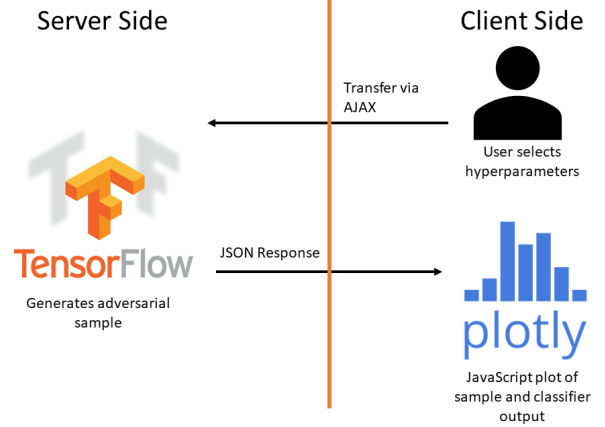 Server Side
Client Side
Transfer via
AJAX
User selects
hyperparameters
TensorFlow
JSON Response
Generates adversarial
sample
plotly
JavaScript plot of
sample and classifier
output